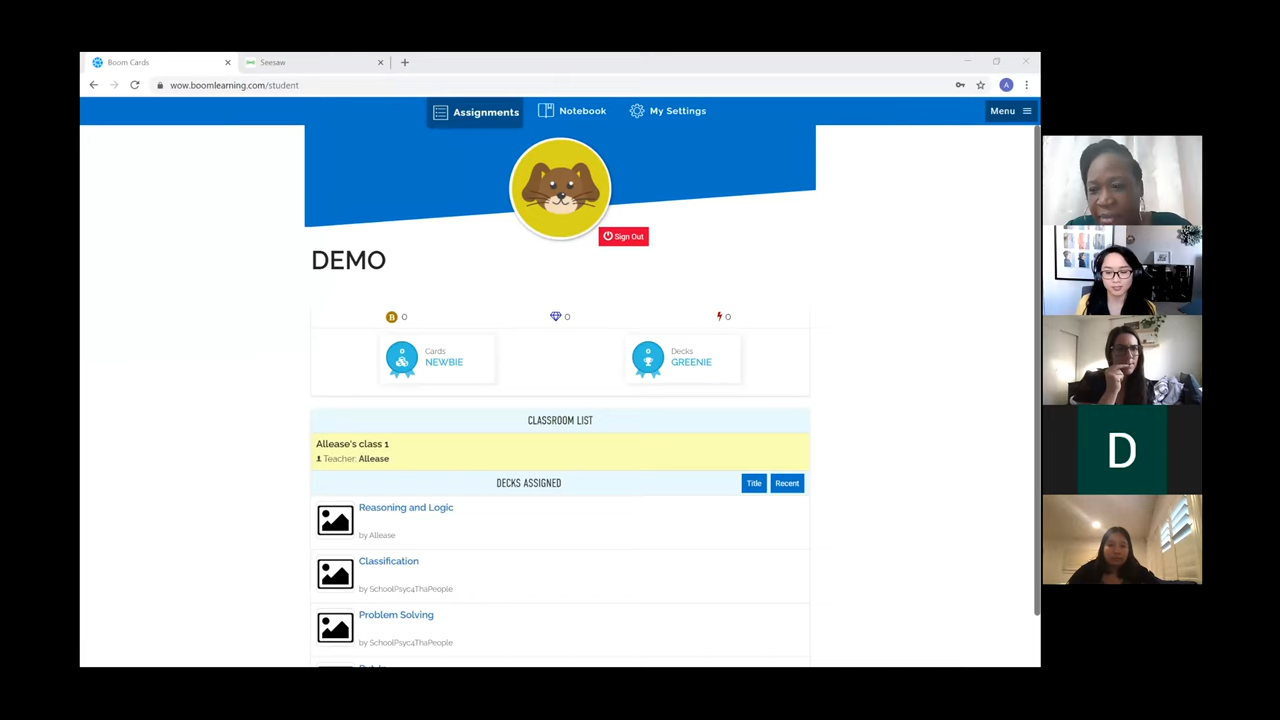 Boom Cards
Seesaw
wow.boomlearning.com/student
A
Assignments
Notebook
My Settings
Menu
Sign Out
DEMO
B 0
0
0
0
Cards
NEWBIE
0
Decks
GREENIE
CLASSROOM LIST
Allease's class 1
Teacher: Allease
DECKS ASSIGNED
Title
Recent
Reasoning and Logic
by Allease
Classification
by SchoolPsyc4ThaPeople
Problem Solving
by SchoolPsyc4ThaPeople
D